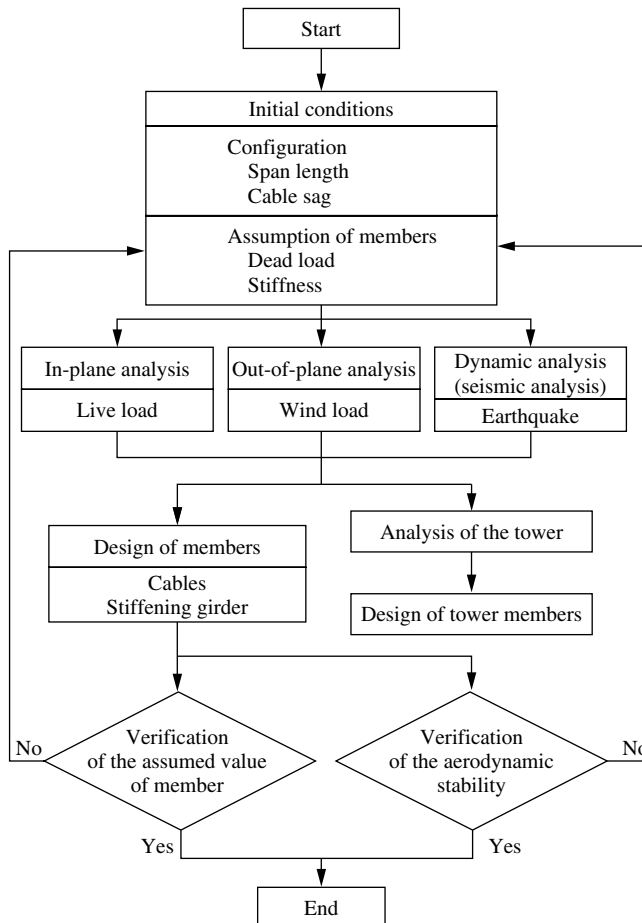 Start
Initial conditions
Configuration
Span length
Cable sag
Assumption of members
Dead load
Stiffness
In-plane analysis
Live load
Out-of-plane analysis
Wind load
Dynamic analysis
(seismic analysis)
Earthquake
Design of members
Cables
Stiffening girder
Analysis of the tower
Design of tower members
No
Verification
of the assumed value
of member
Yes
Verification
of the aerodynamic
stability
No
Yes
End